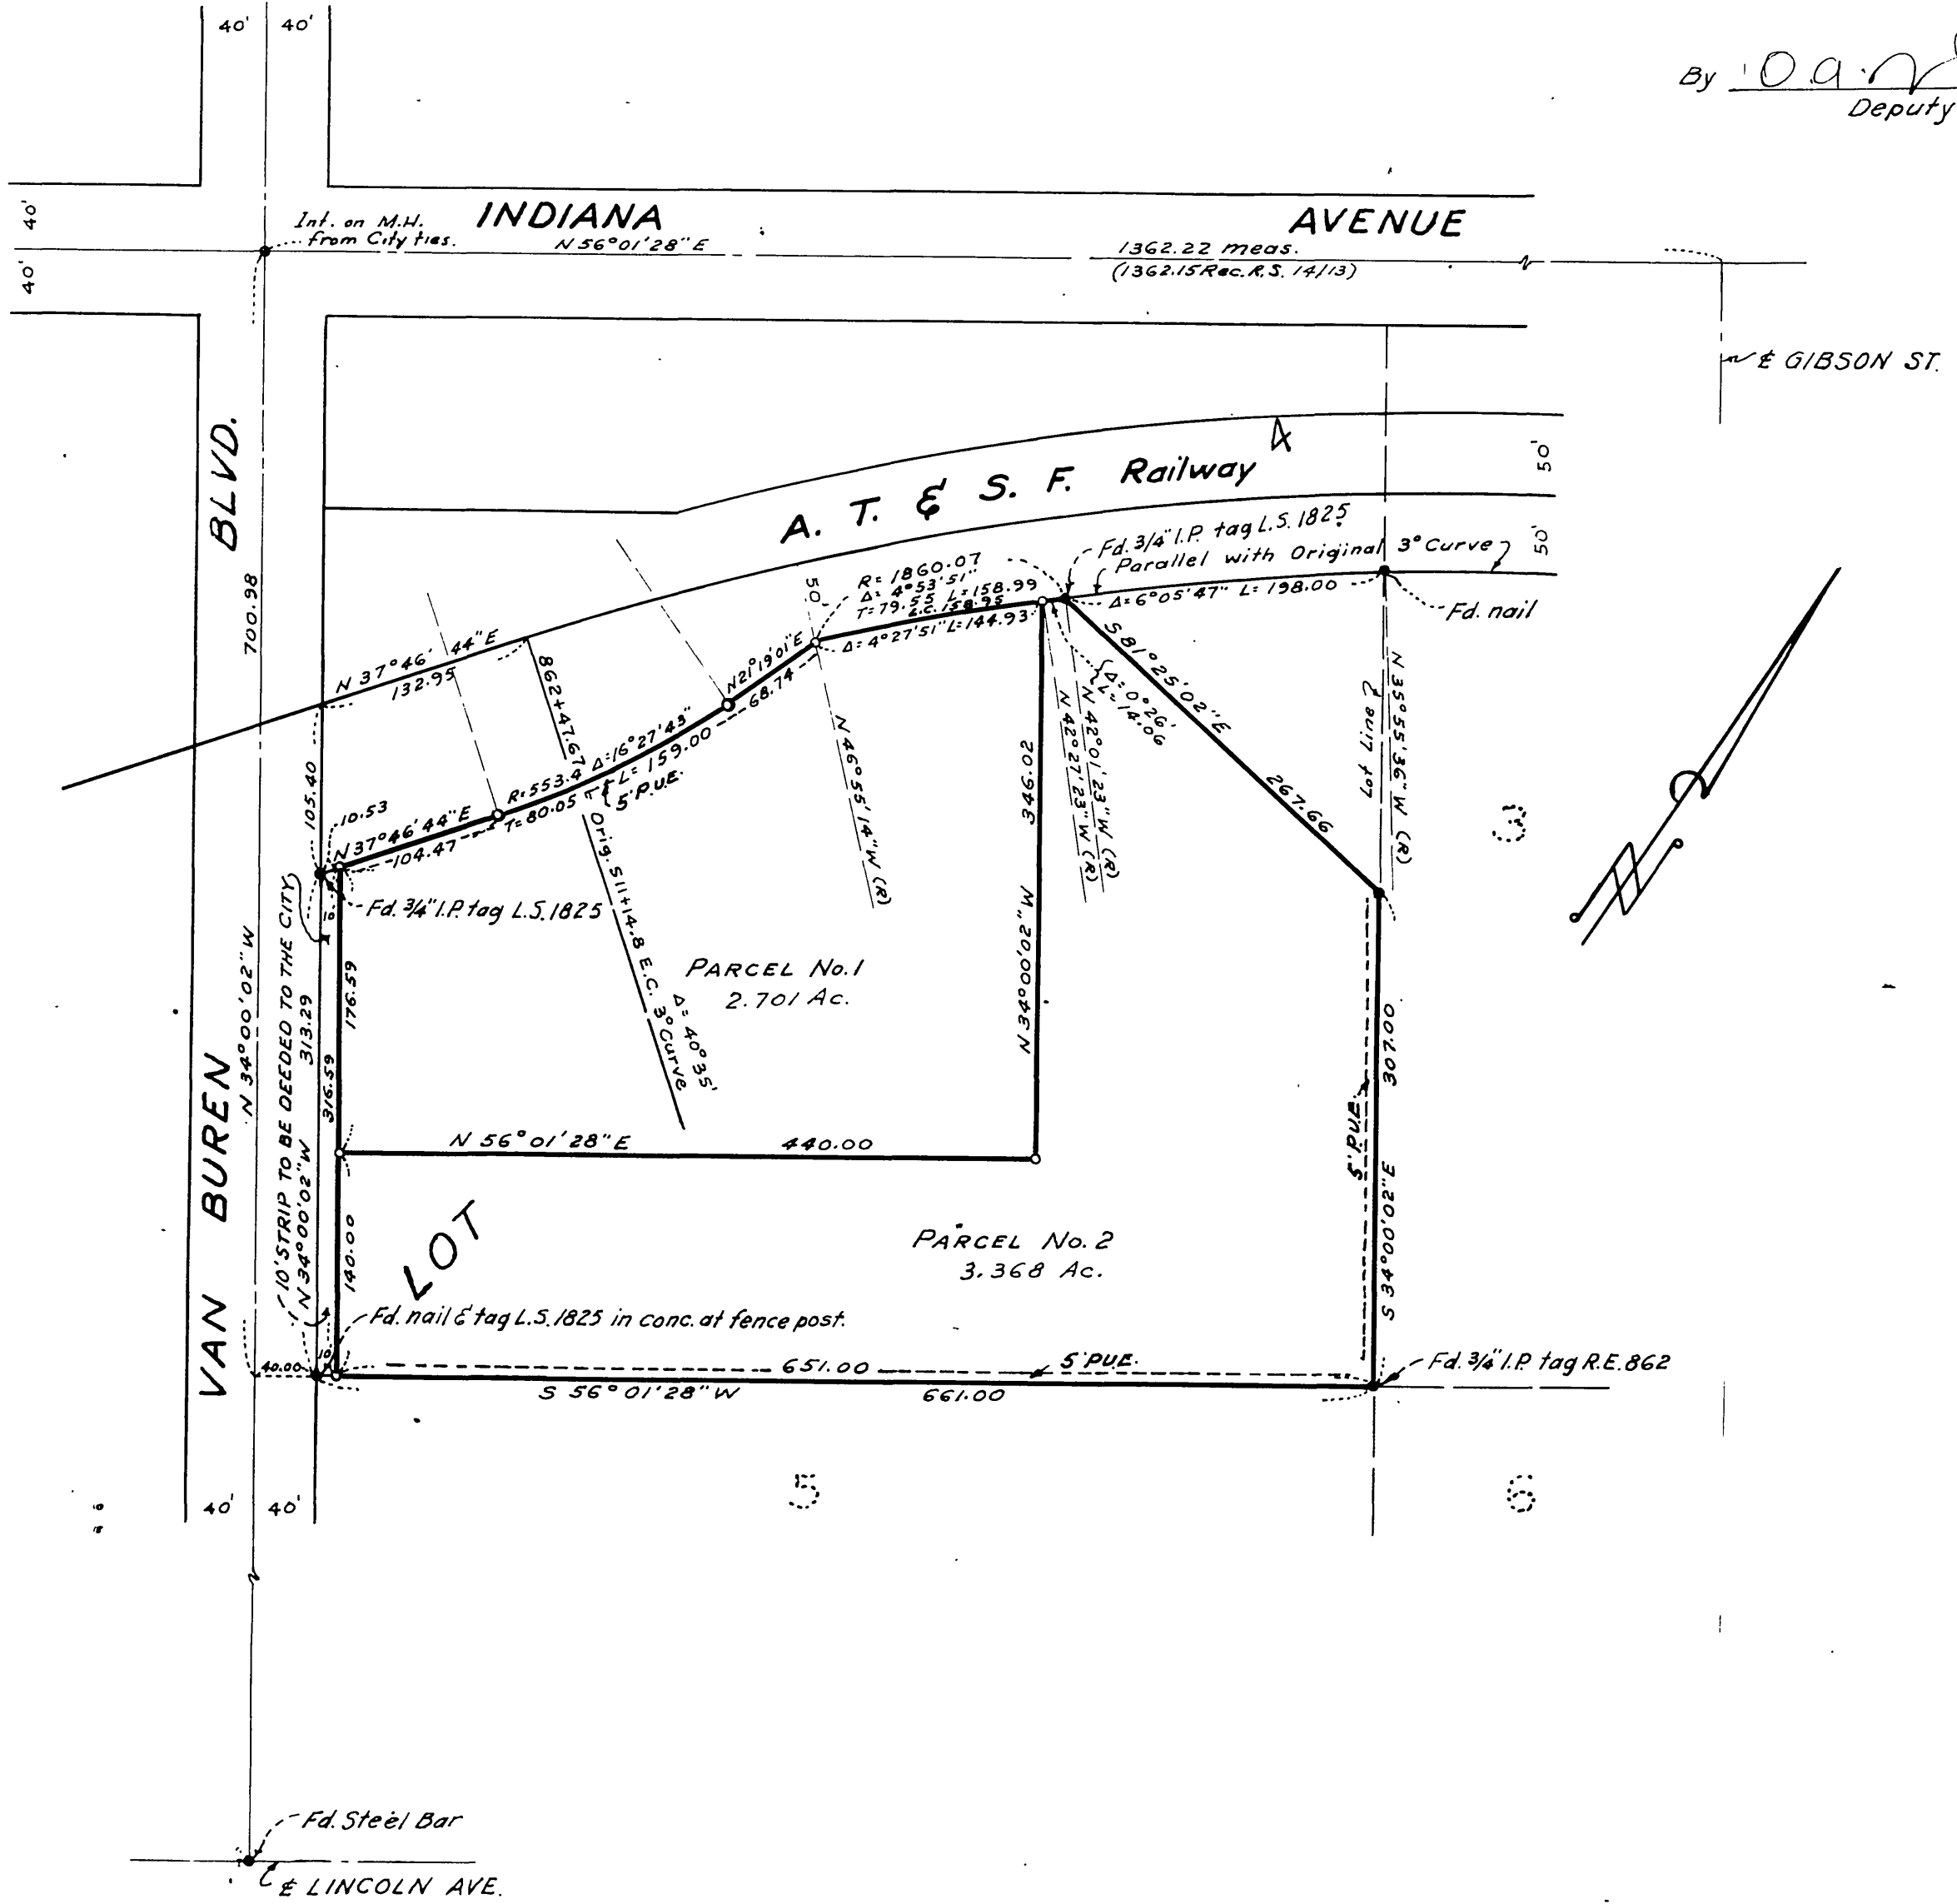 40' 40'
By
Deputy
40'
40'
Int. on M.H.
from City ties.
INDIANA AVENUE
N 56°01'28" E
1362.22 meas.
(1362.15 Rec. R.S. 14/13)
℄ GIBSON ST.
VAN BUREN BLVD.
700.98
N 34°00'02" W
A. T. & S. F. Railway
50'
50'
Fd. 3/4" I.P. tag L.S. 1825
Parallel with Original 3° Curve
Δ= 6°05'47" L= 198.00
Fd. nail
R= 1860.07
Δ= 4°53'51"
T= 79.55 L= 158.99
L.C. 158.95
Δ= 4°27'51" L= 144.93
50'
N 37°46'44" E
132.95
862+47.67
N 21°19'01" E
68.74
Δ=16°27'43"
R= 553.4
L= 159.00
T= 80.05
5' P.U.E.
105.40
10.53
N 37°46'44" E
104.47
Fd. 3/4" I.P. tag L.S. 1825
Orig. 511+14.8 E.C. 3° Curve
Δ = 40°35'
N 46°55'14" W (R)
S 81°25'02" E
267.66
Δ= 0°26'
L= 14.06
N 42°01'23" W (R)
N 42°27'23" W (R)
346.02
N 34°00'02" W
Lot Line
N 35°55'36" W (R)
3
PARCEL No. 1
2.701 Ac.
10' STRIP TO BE DEEDED TO THE CITY
N 34°00'02" W 313.29
316.59
176.59
140.00
N 56°01'28" E 440.00
LOT
PARCEL No. 2
3.368 Ac.
5' P.U.E.
307.00
S 34°00'02" E
Fd. nail & tag L.S. 1825 in conc. at fence post.
40.00 10
651.00 5' P.U.E.
Fd. 3/4" I.P. tag R.E. 862
S 56°01'28" W 661.00
5 6
40' 40'
Fd. Steel Bar
℄ LINCOLN AVE.